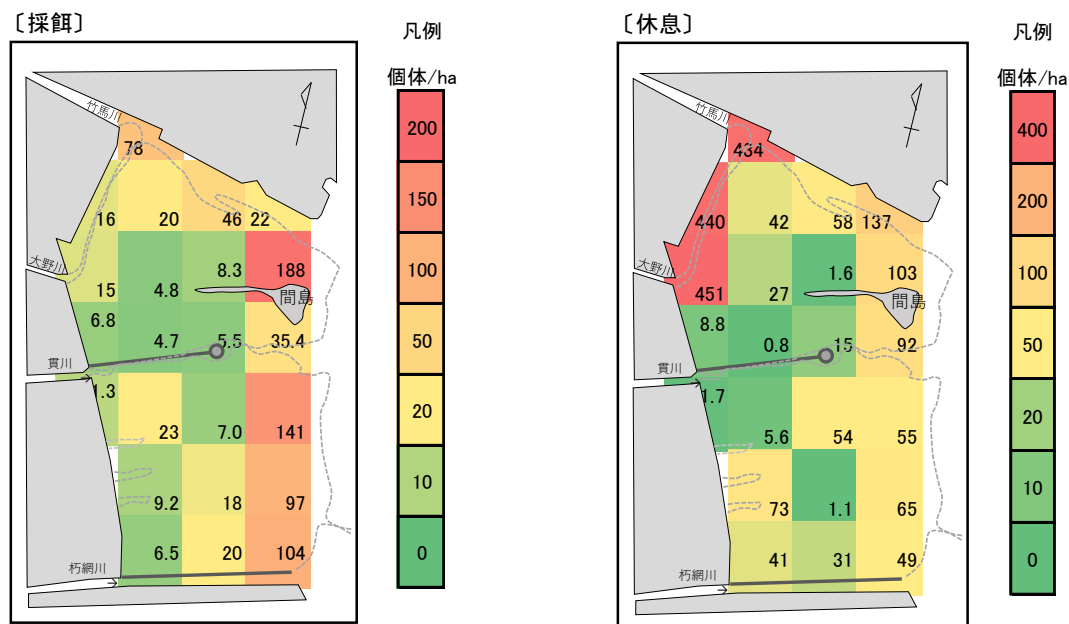 〔採餌〕
凡例
個体/ha
200
150
100
50
20
10
0
竹馬川
78
16 20 46 22
大野川
8.3 188
15 4.8
間島
6.8
4.7 5.5 35.4
貫川
1.3
23 7.0 141
9.2 18 97
6.5 20 104
朽網川
〔休息〕
凡例
個体/ha
400
200
100
50
20
10
0
竹馬川
434
440 42 58 137
大野川
1.6 103
451 27
間島
8.8
0.8 15 92
貫川
1.7
5.6 54 55
73 1.1 65
41 31 49
朽網川